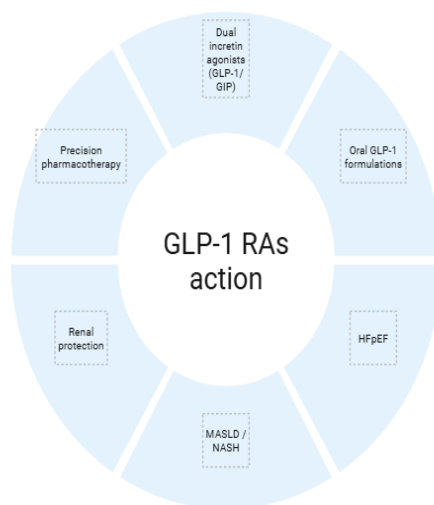 Dual
incretin
agonists
(GLP-1/
GIP)
Precision
pharmacotherapy
Oral GLP-1
formulations
GLP-1 RAs
action
Renal
protection
HFpEF
MASLD /
NASH